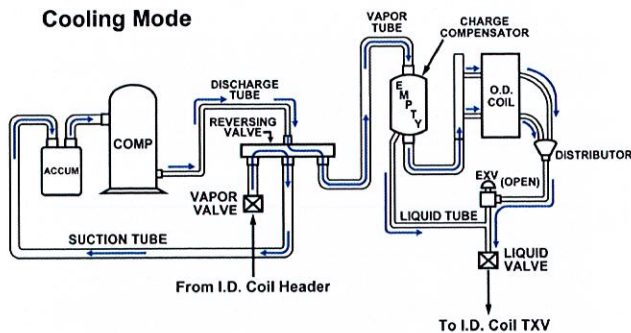 Cooling Mode
VAPOR
TUBE
CHARGE
COMPENSATOR
DISCHARGE
TUBE
EMPTY
O.D.
COIL
REVERSING
VALVE
COMP
ACCUM
DISTRIBUTOR
EXV
(OPEN)
VAPOR
VALVE
LIQUID TUBE
SUCTION TUBE
LIQUID
VALVE
From I.D. Coil Header
To I.D. Coil TXV